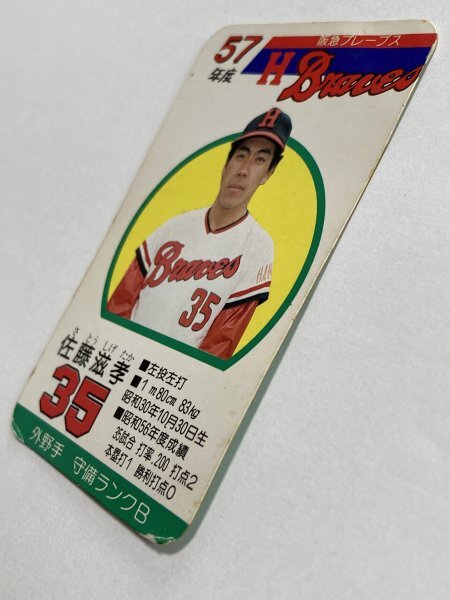 57
年度
阪急ブレーブス
H Braves
H
Braves
35
さとうしげたか
佐藤滋孝
35
■左投左打
■1m80cm 83kg
昭和30年10月30日生
■昭和56年度成績
35試合 打率.200 打点2
本塁打1 勝利打点0
外野手 守備ランクB